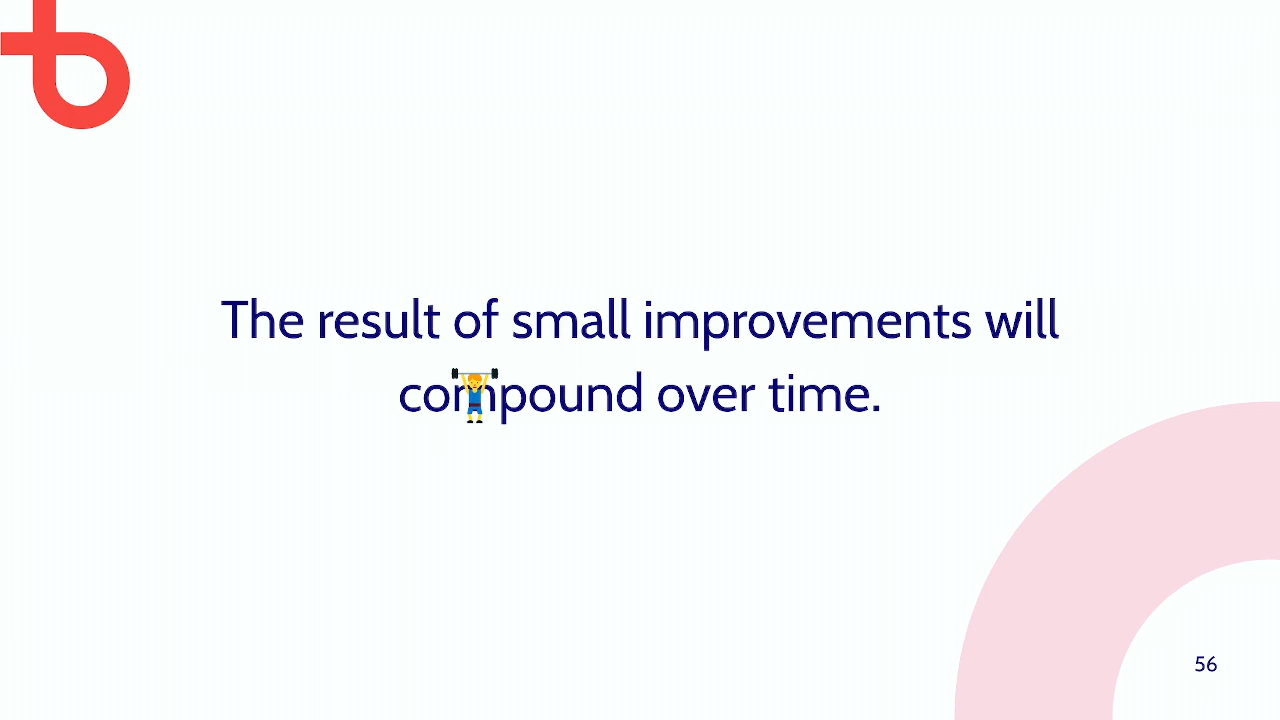 The result of small improvements will
compound over time.
56